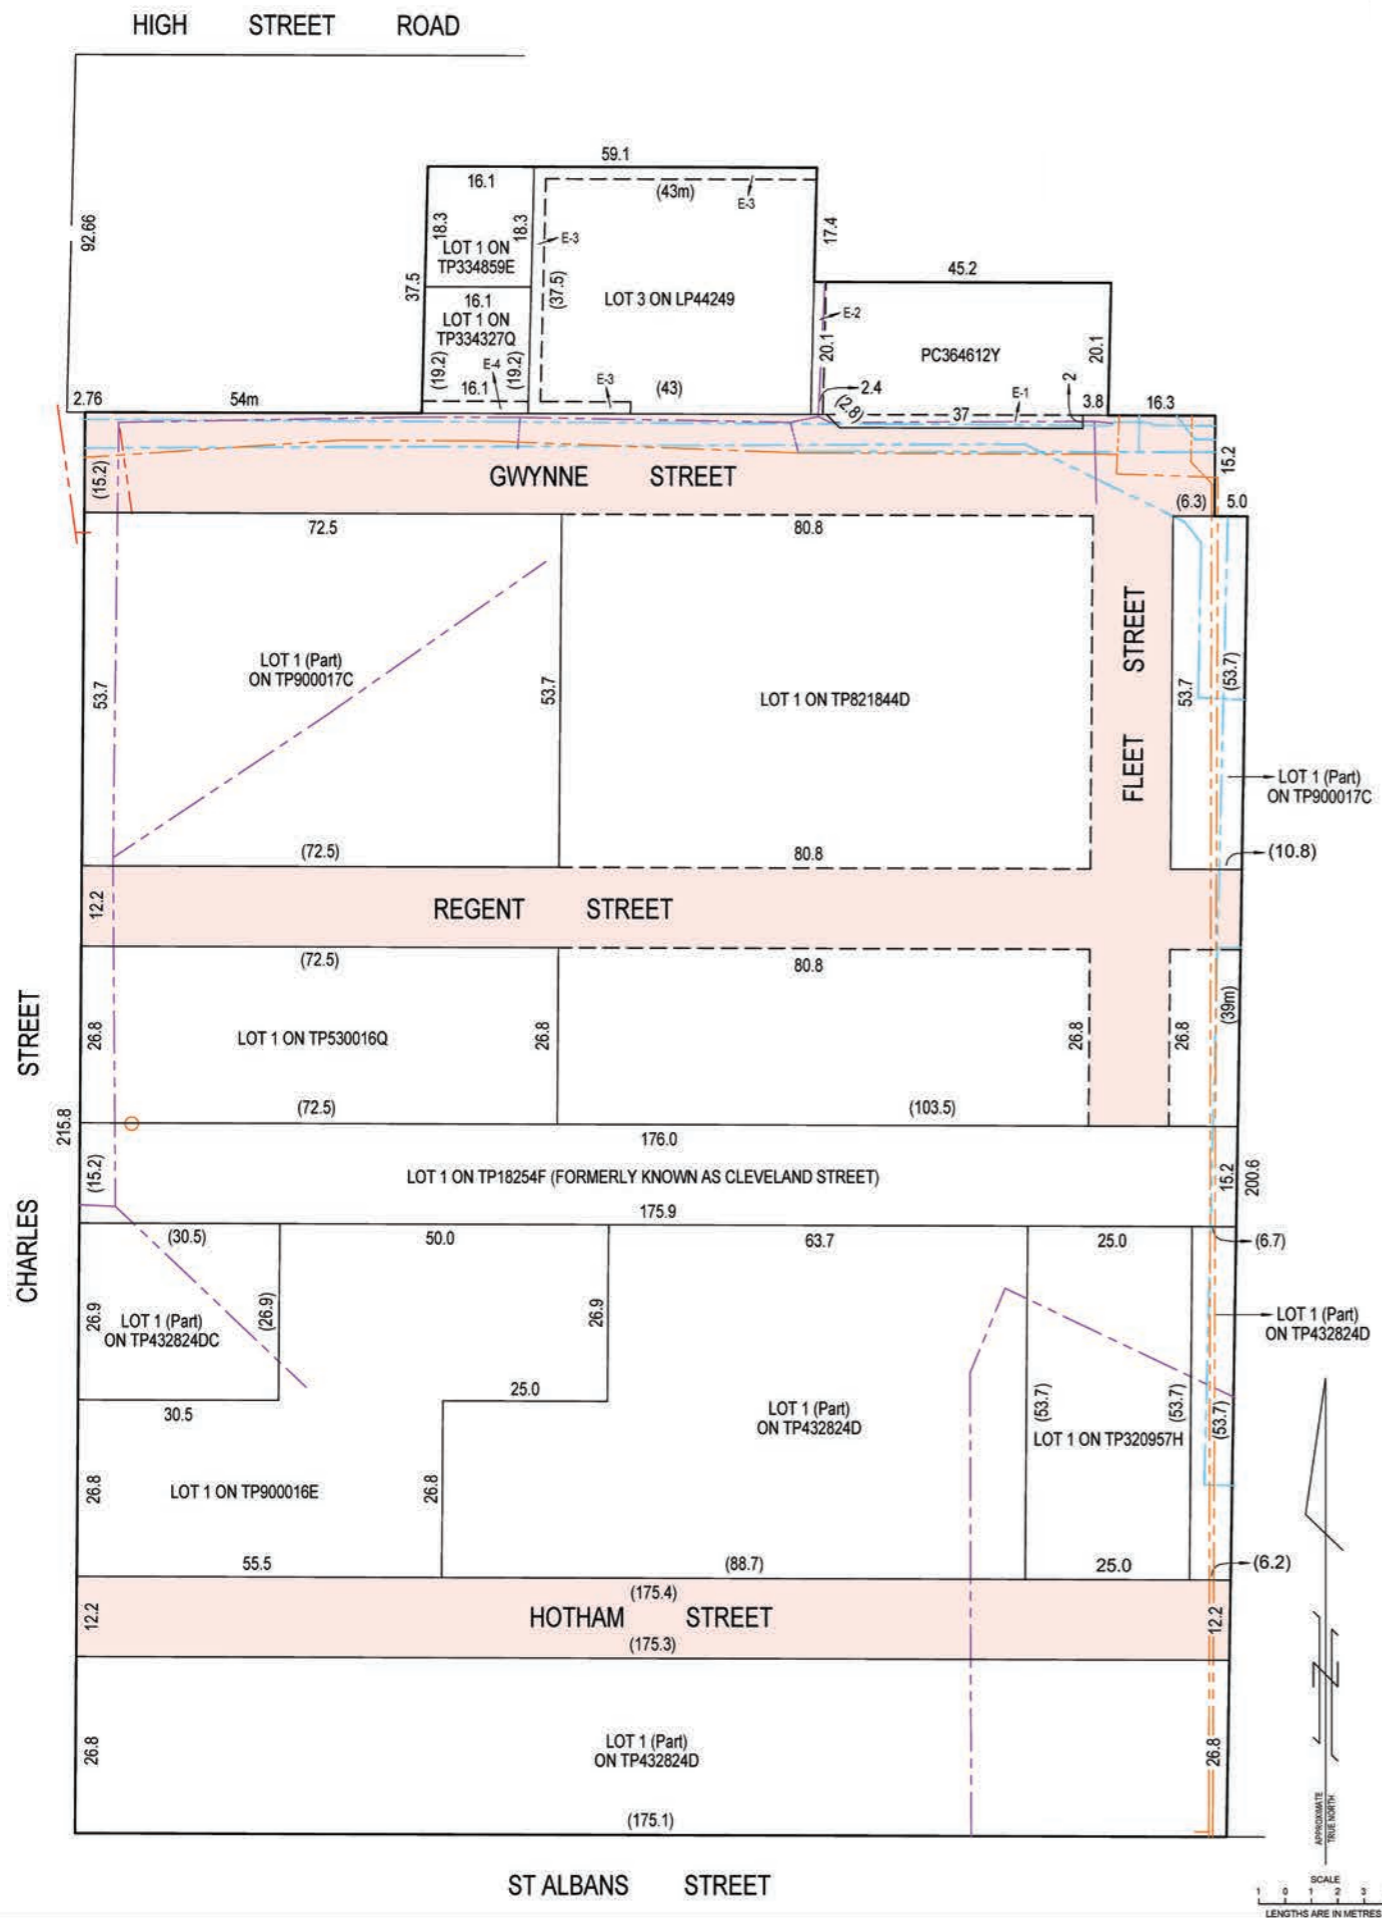 HIGH STREET ROAD
59.1
16.1
(43m)
E-3
92.66
18.3
18.3
17.4
LOT 1 ON
TP334859E
E-3
45.2
37.5
(37.5)
16.1
LOT 1 ON
TP334327Q
LOT 3 ON LP44249
E-2
20.1
PC364612Y
20.1
(19.2)
E-4
(19.2)
16.1
E-3
(43)
2.4
(2.8)
37
E-1
2
3.8
16.3
2.76
54m
(15.2)
GWYNNE STREET
15.2
(6.3)
5.0
72.5
80.8
LOT 1 (Part)
ON TP900017C
53.7
53.7
LOT 1 ON TP821844D
FLEET STREET
53.7
(53.7)
LOT 1 (Part)
ON TP900017C
(72.5)
80.8
(10.8)
12.2
REGENT STREET
(72.5)
80.8
26.8
LOT 1 ON TP530016Q
26.8
26.8
26.8
(39m)
(72.5)
(103.5)
CHARLES STREET
215.8
176.0
(15.2)
LOT 1 ON TP18254F (FORMERLY KNOWN AS CLEVELAND STREET)
15.2
200.6
175.9
(30.5)
50.0
63.7
25.0
(6.7)
26.9
LOT 1 (Part)
ON TP432824DC
(26.9)
26.9
LOT 1 (Part)
ON TP432824D
30.5
25.0
LOT 1 (Part)
ON TP432824D
(53.7)
(53.7)
(53.7)
LOT 1 ON TP320957H
26.8
LOT 1 ON TP900016E
26.8
55.5
(88.7)
25.0
(6.2)
12.2
(175.4)
HOTHAM STREET
(175.3)
12.2
26.8
LOT 1 (Part)
ON TP432824D
26.8
(175.1)
APPROXIMATE
TRUE NORTH
ST ALBANS STREET
SCALE
1 0 1 2 3
LENGTHS ARE IN METRES